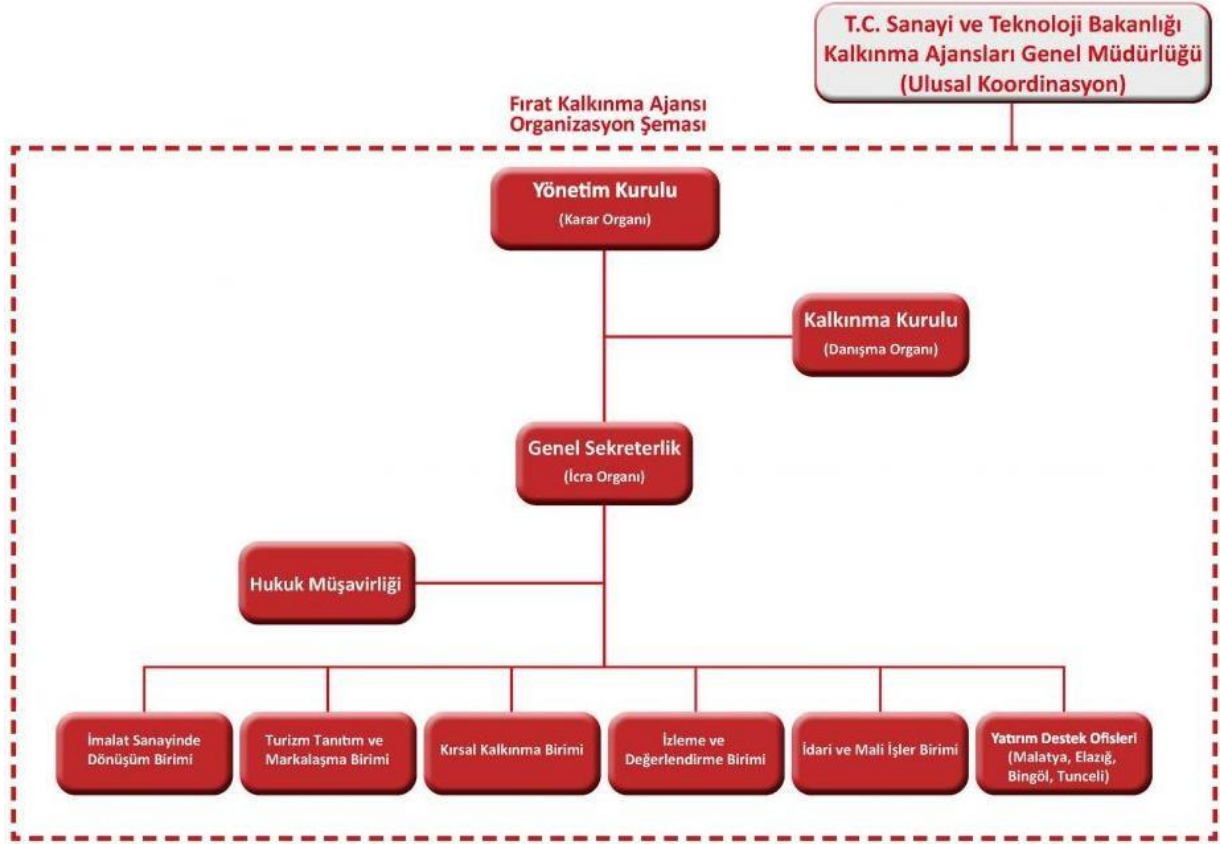 T.C. Sanayi ve Teknoloji Bakanlığı
Kalkınma Ajansları Genel Müdürlüğü
(Ulusal Koordinasyon)
Fırat Kalkınma Ajansı
Organizasyon Şeması
Yönetim Kurulu
(Karar Organı)
Kalkınma Kurulu
(Danışma Organı)
Genel Sekreterlik
(İcra Organı)
Hukuk Müşavirliği
İmalat Sanayinde
Dönüşüm Birimi
Turizm Tanıtım ve
Markalaşma Birimi
Kırsal Kalkınma Birimi
İzleme ve
Değerlendirme Birimi
İdari ve Mali İşler Birimi
Yatırım Destek Ofisleri
(Malatya, Elazığ,
Bingöl, Tunceli)